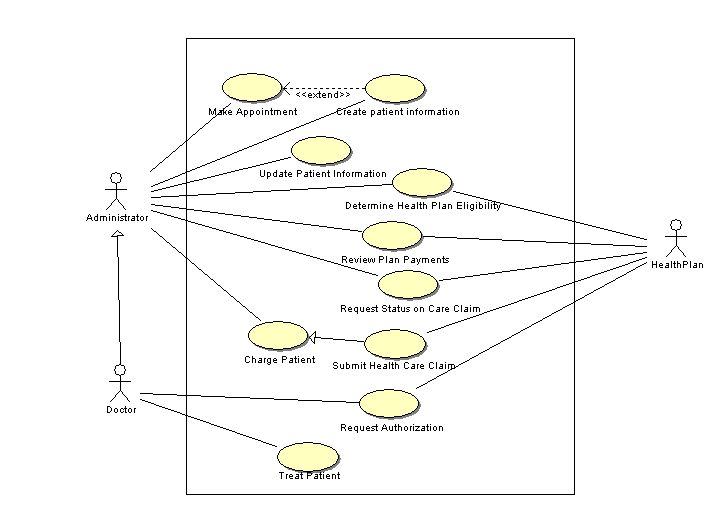 <<extend>>
Make Appointment
Create patient information
Update Patient Information
Determine Health Plan Eligibility
Administrator
Review Plan Payments
HealthPlan
Request Status on Care Claim
Charge Patient
Submit Health Care Claim
Doctor
Request Authorization
Treat Patient